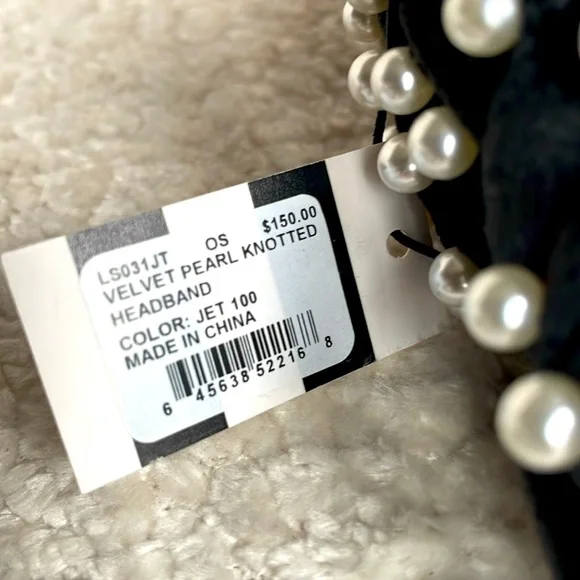 LS031JT OS $150.00
VELVET PEARL KNOTTED
HEADBAND
COLOR: JET 100
MADE IN CHINA
6 45638 52216 8